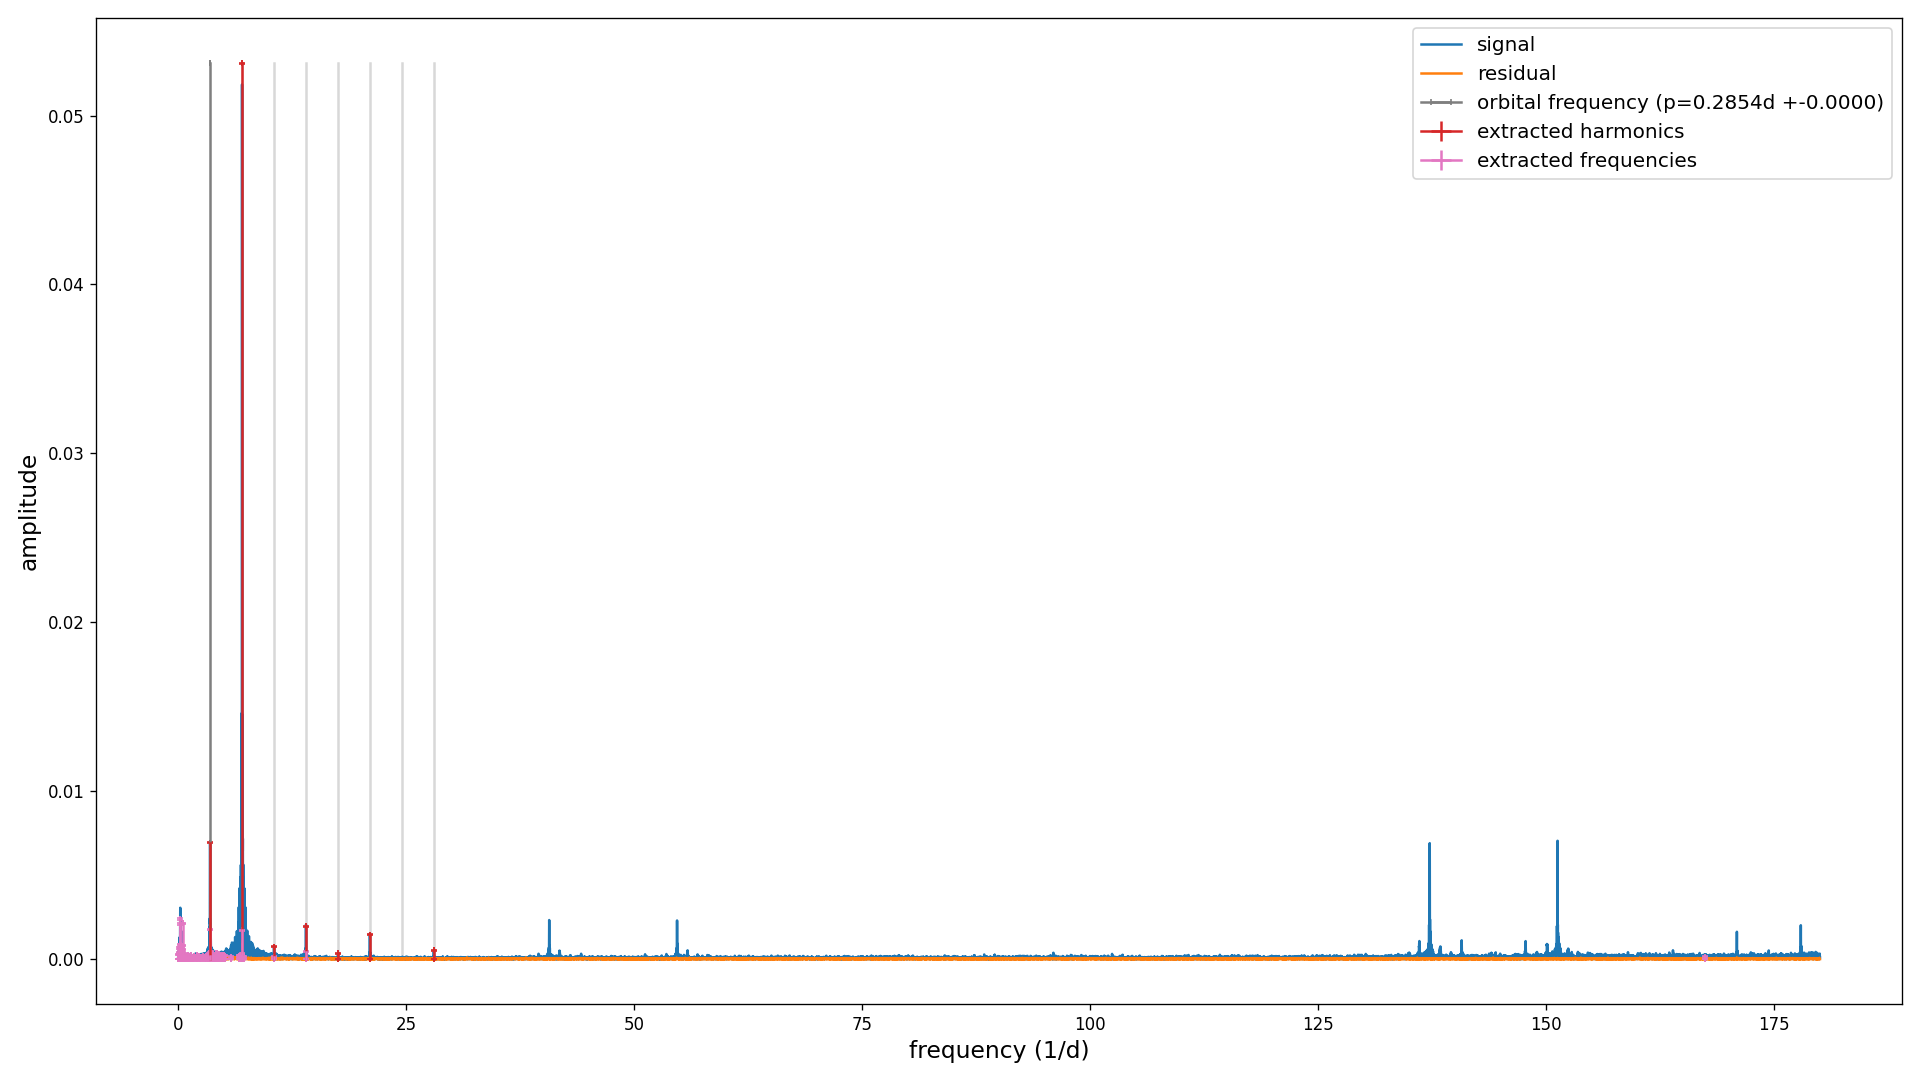 signal
residual
orbital frequency (p=0.2854d +-0.0000)
extracted harmonics
extracted frequencies
0.05
0.04
0.03
0.02
0.01
0.00
amplitude
0 25 50 75 100 125 150 175
frequency (1/d)